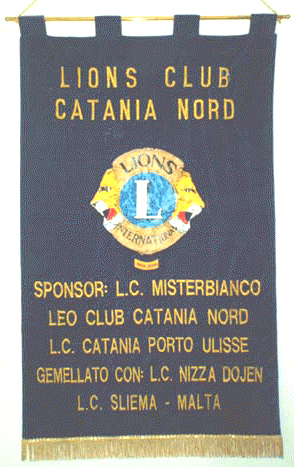 LIONS CLUB
CATANIA NORD
LIONS
L
INTERNATIONAL
SPONSOR: L.C. MISTERBIANCO
LEO CLUB CATANIA NORD
L.C. CATANIA PORTO ULISSE
GEMELLATO CON: L.C. NIZZA DOJEN
L.C. SLIEMA - MALTA